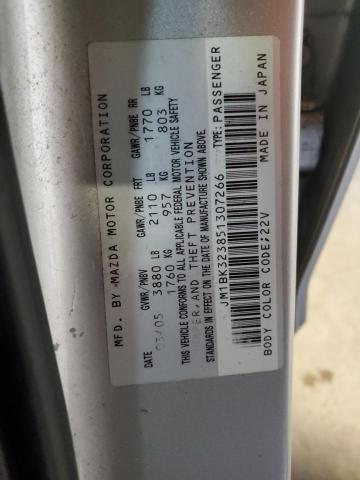 MFD. BY MAZDA MOTOR CORPORATION
GVWR/PNBV GAWR/PNBE FRT GAWR/PNBE RR
DATE 3880 LB 2110 LB 1770 LB
03/05 1760 KG 957 KG 803 KG
THIS VEHICLE CONFORMS TO ALL APPLICABLE FEDERAL MOTOR VEHICLE SAFETY
AND THEFT PREVENTION
STANDARDS IN EFFECT ON THE DATE OF MANUFACTURE SHOWN ABOVE.
JM1BK323851307266 TYPE: PASSENGER
BODY COLOR CODE:22V MADE IN JAPAN